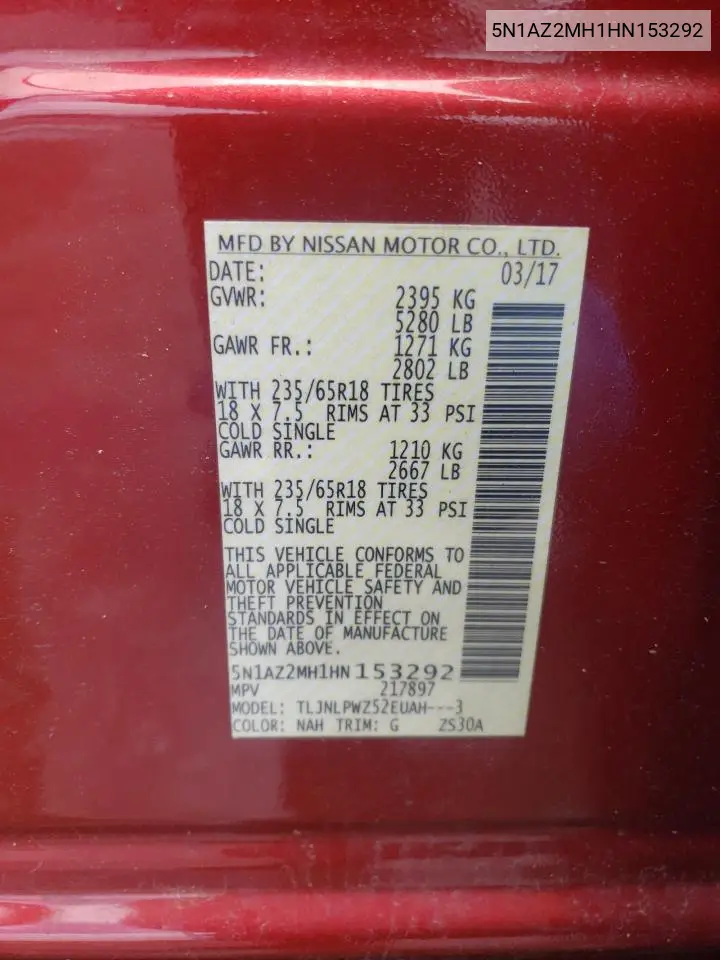 5N1AZ2MH1HN153292
MFD BY NISSAN MOTOR CO., LTD.
DATE: 03/17
GVWR: 2395 KG
5280 LB
GAWR FR.: 1271 KG
2802 LB
WITH 235/65R18 TIRES
18 X 7.5 RIMS AT 33 PSI
COLD SINGLE
GAWR RR.: 1210 KG
2667 LB
WITH 235/65R18 TIRES
18 X 7.5 RIMS AT 33 PSI
COLD SINGLE
THIS VEHICLE CONFORMS TO
ALL APPLICABLE FEDERAL
MOTOR VEHICLE SAFETY AND
THEFT PREVENTION
STANDARDS IN EFFECT ON
THE DATE OF MANUFACTURE
SHOWN ABOVE.
5N1AZ2MH1HN153292
MPV 217897
MODEL: TLJNLPWZ52EUAH---3
COLOR: NAH TRIM: G ZS30A